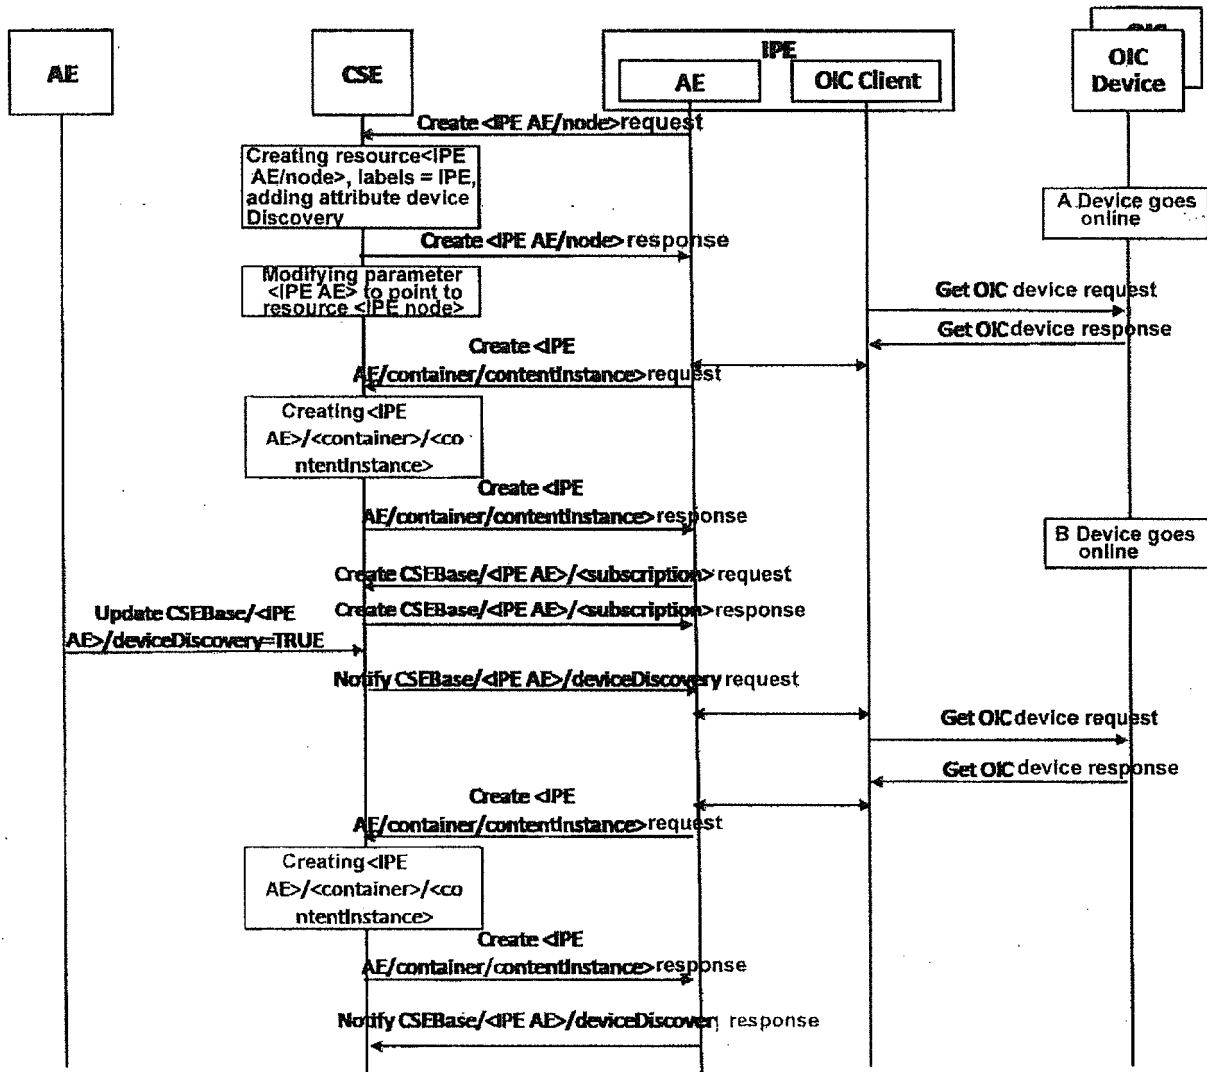 AE
CSE
IPE
AE
OIC Client
OIC
Device
Create <IPE AE/node> request
Creating resource<IPE
AE/node>, labels = IPE,
adding attribute device
Discovery
A Device goes
online
Create <IPE AE/node> response
Modifying parameter
<IPE AE> to point to
resource <IPE node>
Get OIC device request
Get OIC device response
Create <IPE
AE/container/contentInstance> request
Creating <IPE
AE>/<container>/<co
ntentInstance>
Create <IPE
AE/container/contentInstance> response
B Device goes
online
Create CSEBase/<IPE AE>/<subscription> request
Create CSEBase/<IPE AE>/<subscription> response
Update CSEBase/<IPE
AE>/deviceDiscovery=TRUE
Notify CSEBase/<IPE AE>/deviceDiscovery request
Get OIC device request
Get OIC device response
Create <IPE
AE/container/contentInstance> request
Creating <IPE
AE>/<container>/<co
ntentInstance>
Create <IPE
AE/container/contentInstance> response
Notify CSEBase/<IPE AE>/deviceDiscovery response